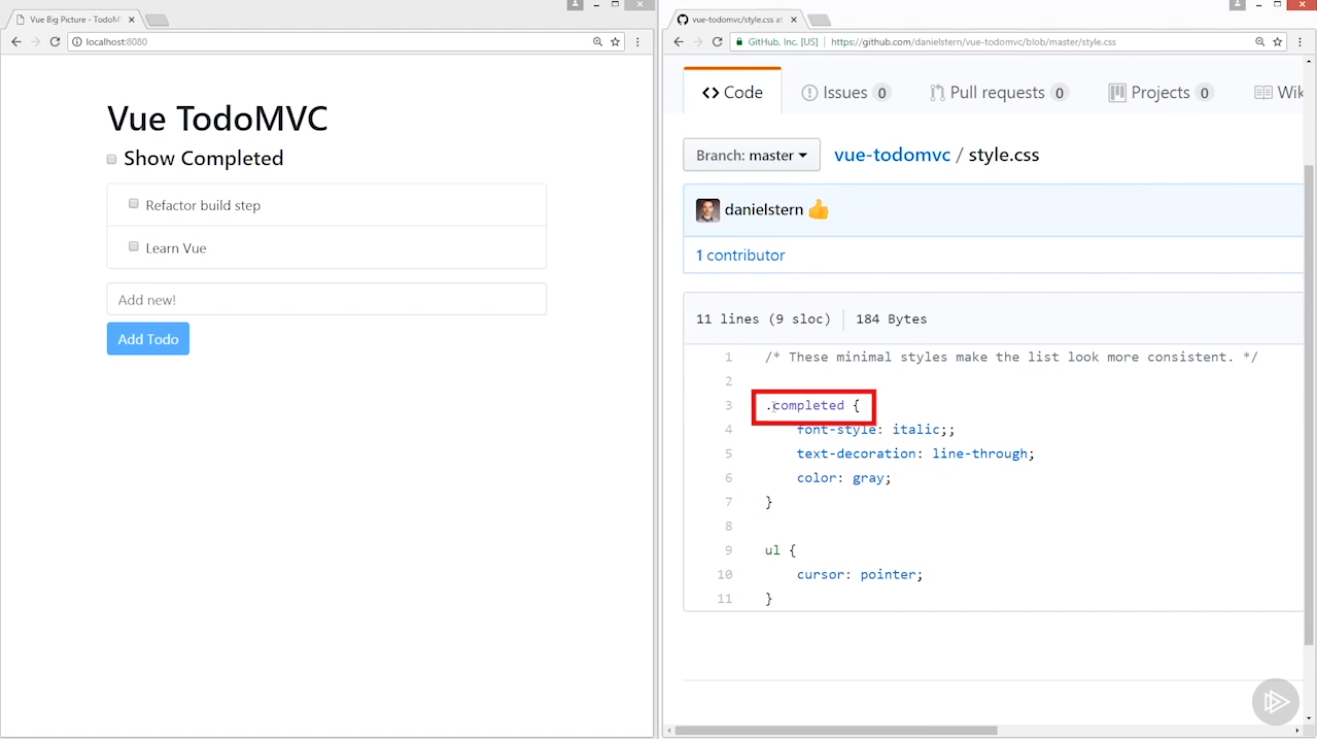 Vue Big Picture - TodoM
localhost:8080
Vue TodoMVC
Show Completed
Refactor build step
Learn Vue
Add new!
Add Todo
vue-todomvc/style.css at
GitHub, Inc. [US]
https://github.com/danielstern/vue-todomvc/blob/master/style.css
<> Code
Issues 0
Pull requests 0
Projects 0
Wik
Branch: master
vue-todomvc / style.css
danielstern 👍
1 contributor
11 lines (9 sloc)
184 Bytes
1 /* These minimal styles make the list look more consistent. */
2
3 .completed {
4 font-style: italic;;
5 text-decoration: line-through;
6 color: gray;
7 }
8
9 ul {
10 cursor: pointer;
11 }